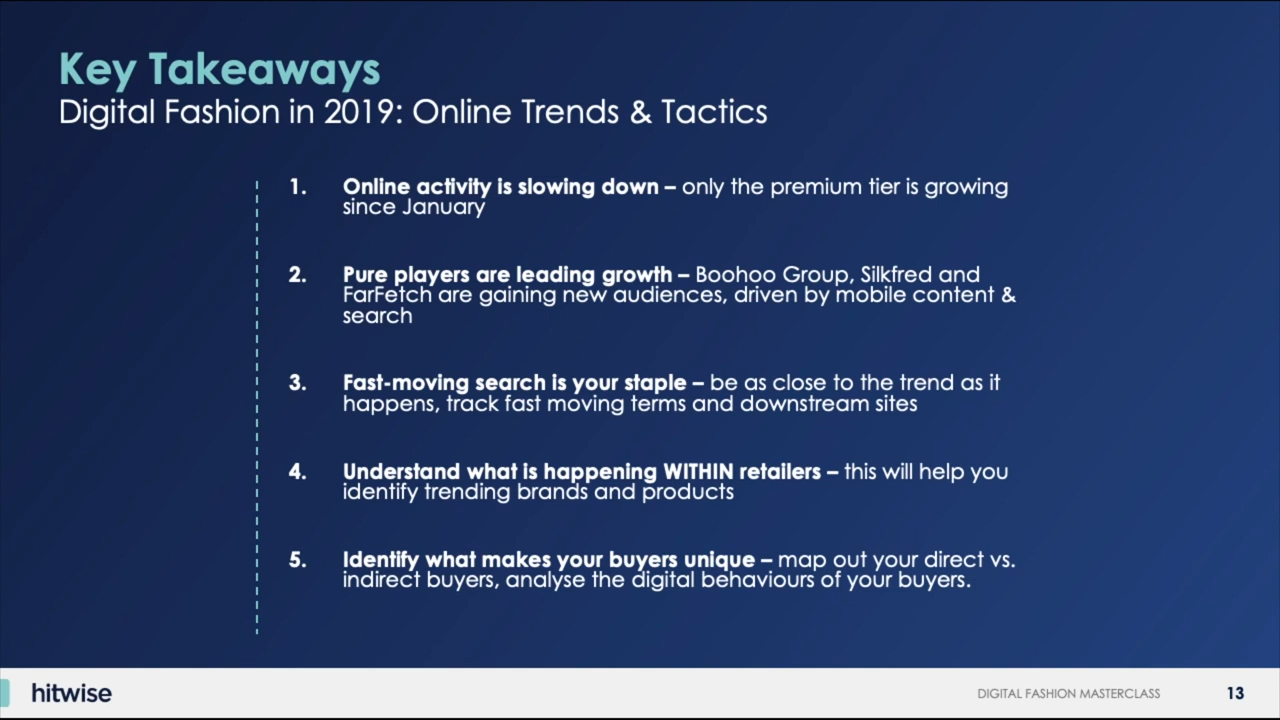 Key Takeaways
Digital Fashion in 2019: Online Trends & Tactics
1. Online activity is slowing down – only the premium tier is growing
since January
2. Pure players are leading growth – Boohoo Group, Silkfred and
FarFetch are gaining new audiences, driven by mobile content &
search
3. Fast-moving search is your staple – be as close to the trend as it
happens, track fast moving terms and downstream sites
4. Understand what is happening WITHIN retailers – this will help you
identify trending brands and products
5. Identify what makes your buyers unique – map out your direct vs.
indirect buyers, analyse the digital behaviours of your buyers.
hitwise
DIGITAL FASHION MASTERCLASS 13